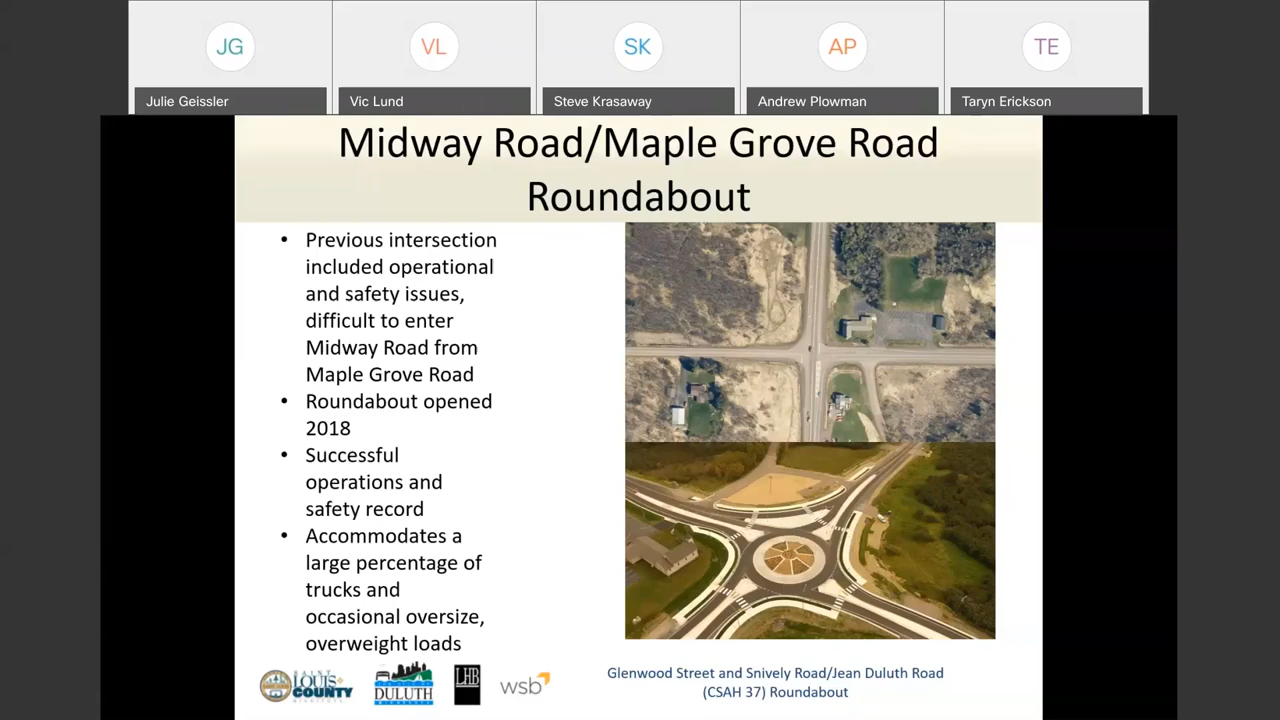 JG
VL
SK
AP
TE
Julie Geissler
Vic Lund
Steve Krasaway
Andrew Plowman
Taryn Erickson
Midway Road/Maple Grove Road
Roundabout
• Previous intersection
included operational
and safety issues,
difficult to enter
Midway Road from
Maple Grove Road
• Roundabout opened
2018
• Successful
operations and
safety record
• Accommodates a
large percentage of
trucks and
occasional oversize,
overweight loads
SAINT
LOUIS
COUNTY
DULUTH
LHB
wsb
Glenwood Street and Snively Road/Jean Duluth Road
(CSAH 37) Roundabout